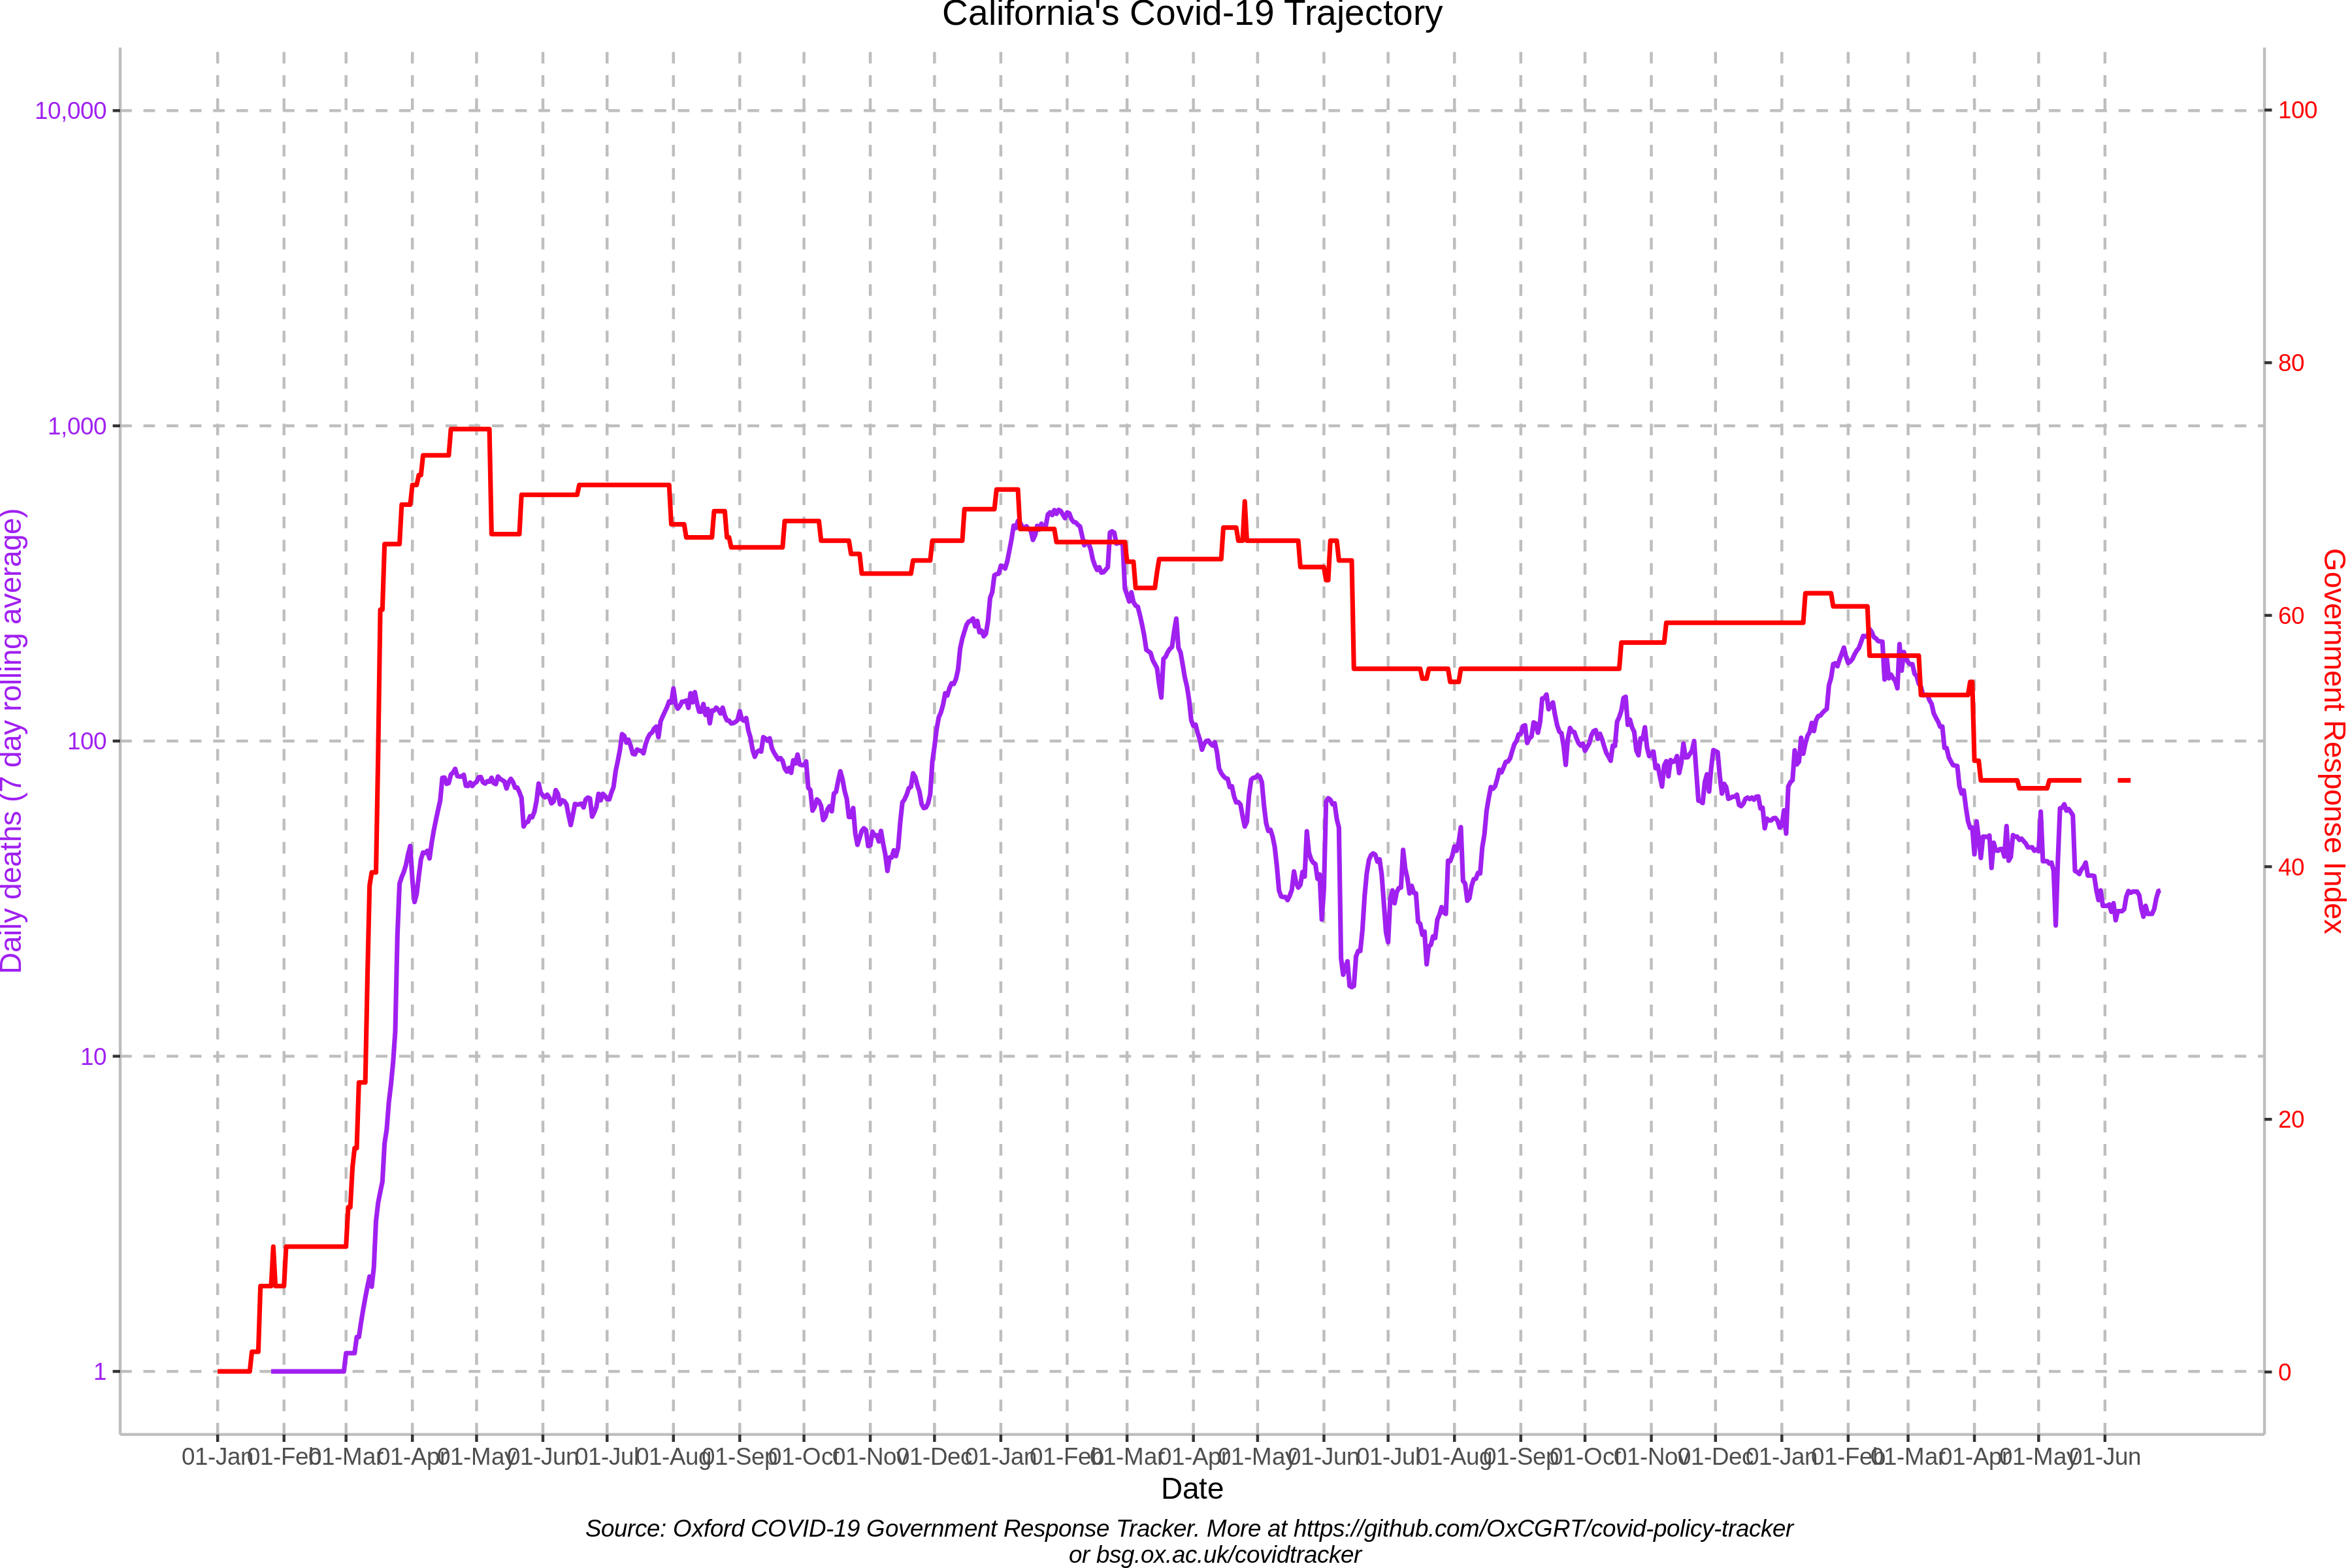 California's Covid-19 Trajectory
10,000
1,000
100
10
1
Daily deaths (7 day rolling average)
100
80
60
40
20
0
Government Response Index
01-Jan 01-Feb 01-Mar 01-Apr 01-May 01-Jun 01-Jul 01-Aug 01-Sep 01-Oct 01-Nov 01-Dec 01-Jan 01-Feb 01-Mar 01-Apr 01-May 01-Jun 01-Jul 01-Aug 01-Sep 01-Oct 01-Nov 01-Dec 01-Jan 01-Feb 01-Mar 01-Apr 01-May 01-Jun
Date
Source: Oxford COVID-19 Government Response Tracker. More at https://github.com/OxCGRT/covid-policy-tracker
or bsg.ox.ac.uk/covidtracker